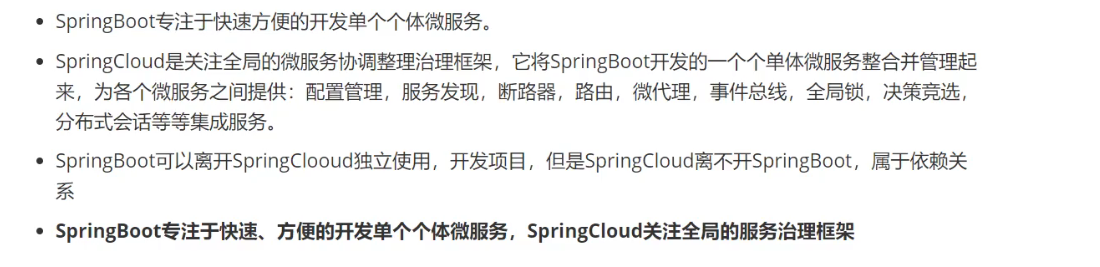 SpringBoot专注于快速方便的开发单个个体微服务。
SpringCloud是关注全局的微服务协调整理治理框架，它将SpringBoot开发的一个个单体微服务整合并管理起
来，为各个微服务之间提供：配置管理，服务发现，断路器，路由，微代理，事件总线，全局锁，决策竞选，
分布式会话等等集成服务。
SpringBoot可以离开SpringClooud独立使用，开发项目，但是SpringCloud离不开SpringBoot，属于依赖关
系
SpringBoot专注于快速、方便的开发单个个体微服务，SpringCloud关注全局的服务治理框架